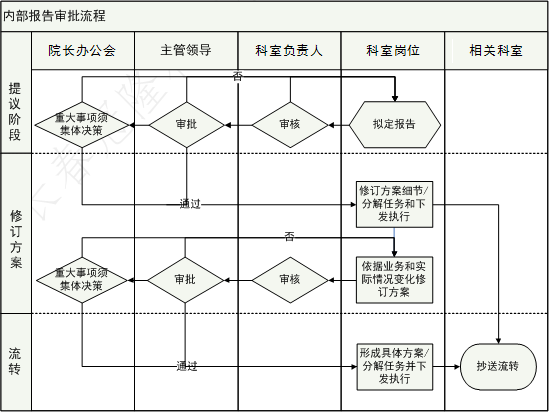 内部报告审批流程
院长办公会
主管领导
科室负责人
科室岗位
相关科室
提议阶段
否
重大事项须
集体决策
审批
审核
拟定报告
通过
修订方案
修订方案细节/
分解任务和下
发执行
否
重大事项须
集体决策
审批
审核
依据业务和实
际情况变化修
订方案
流转
通过
形成具体方案/
分解任务并下
发执行
抄送流转